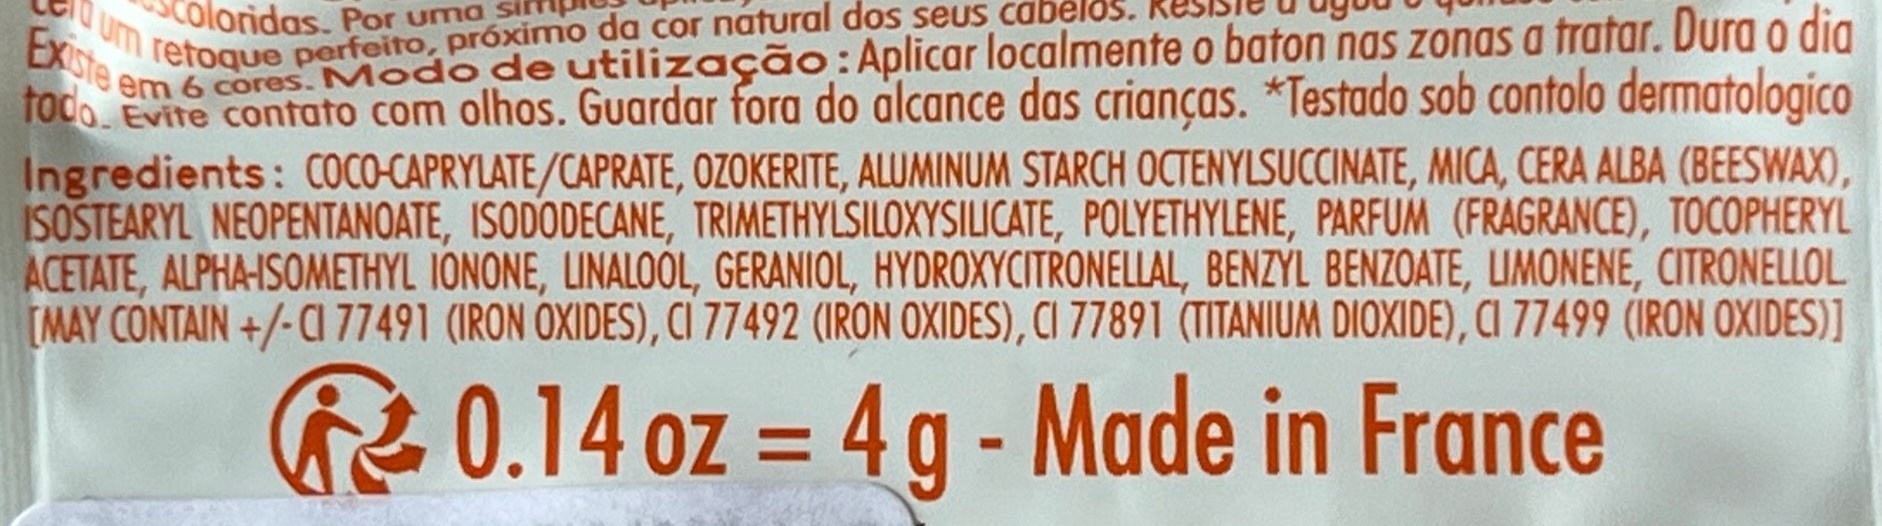 um retoque perfeito, próximo da cor natural dos seus cabelos.
Existe em 6 cores. Modo de utilização : Aplicar localmente o baton nas zonas a tratar. Dura o dia
todo. Evite contato com olhos. Guardar fora do alcance das crianças. *Testado sob contolo dermatologico
Ingredients : COCO-CAPRYLATE/CAPRATE, OZOKERITE, ALUMINUM STARCH OCTENYLSUCCINATE, MICA, CERA ALBA (BEESWAX),
ISOSTEARYL NEOPENTANOATE, ISODODECANE, TRIMETHYLSILOXYSILICATE, POLYETHYLENE, PARFUM (FRAGRANCE), TOCOPHERYL
ACETATE, ALPHA-ISOMETHYL IONONE, LINALOOL, GERANIOL, HYDROXYCITRONELLAL, BENZYL BENZOATE, LIMONENE, CITRONELLOL
[MAY CONTAIN +/- CI 77491 (IRON OXIDES), CI 77492 (IRON OXIDES), CI 77891 (TITANIUM DIOXIDE), CI 77499 (IRON OXIDES)]
0.14 oz = 4 g - Made in France